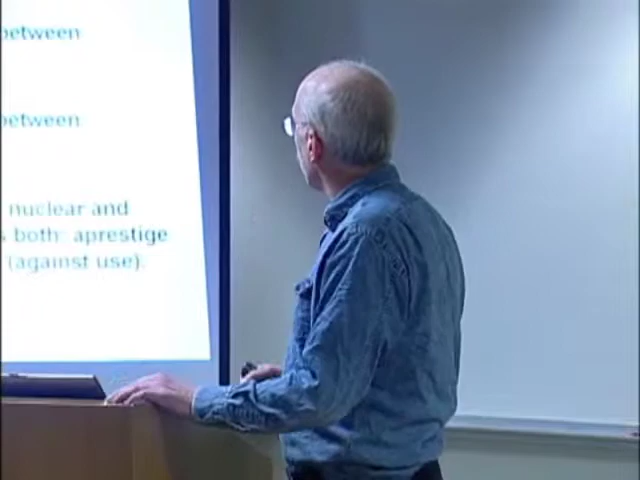 between
between
nuclear and
s both: aprestige
(against use).